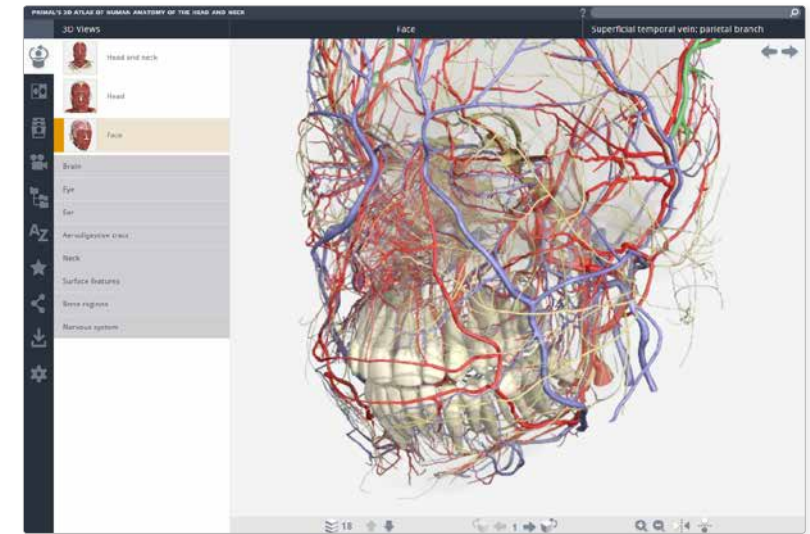 PRIMAL'S 3D ATLAS OF HUMAN ANATOMY OF THE HEAD AND NECK
?
3D Views
Face
Superficial temporal vein; parietal branch
Head and neck
Head
Face
Brain
Eye
Ear
Aerodigestive tract
Neck
Surface features
Bone regions
Nervous system
AZ
18
1